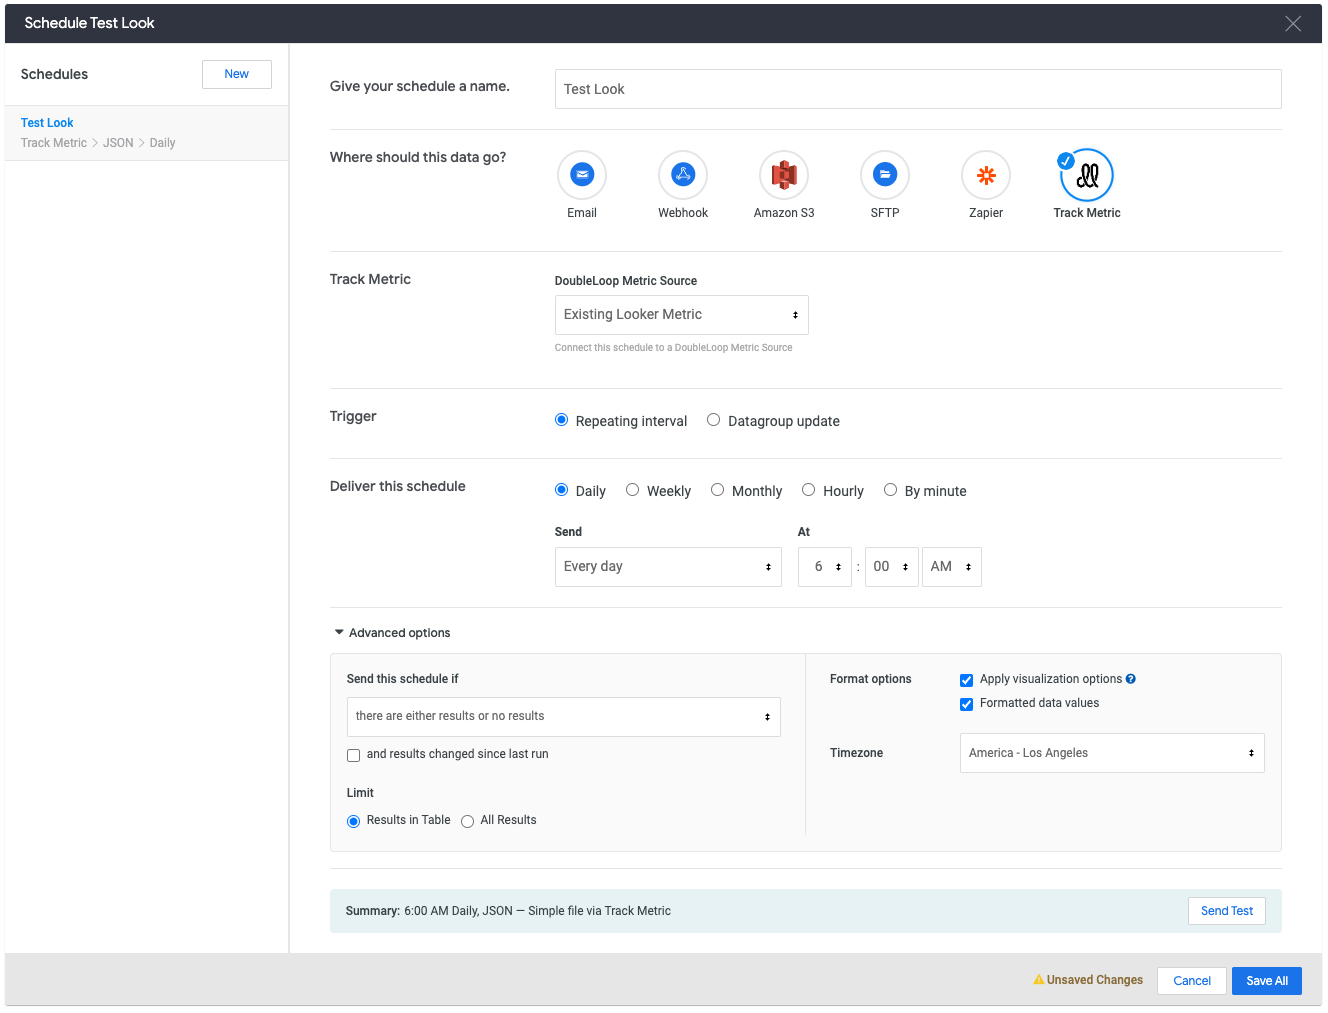 Schedule Test Look
Schedules
New
Test Look
Track Metric > JSON > Daily
Give your schedule a name.
Test Look
Where should this data go?
Email
Webhook
Amazon S3
SFTP
Zapier
Track Metric
Track Metric
DoubleLoop Metric Source
Existing Looker Metric
Connect this schedule to a DoubleLoop Metric Source
Trigger
Repeating interval
Datagroup update
Deliver this schedule
Daily
Weekly
Monthly
Hourly
By minute
Send
At
Every day
6 : 00 AM
Advanced options
Send this schedule if
there are either results or no results
and results changed since last run
Limit
Results in Table
All Results
Format options
Apply visualization options ?
Formatted data values
Timezone
America - Los Angeles
Summary: 6:00 AM Daily, JSON — Simple file via Track Metric
Send Test
Unsaved Changes
Cancel
Save All